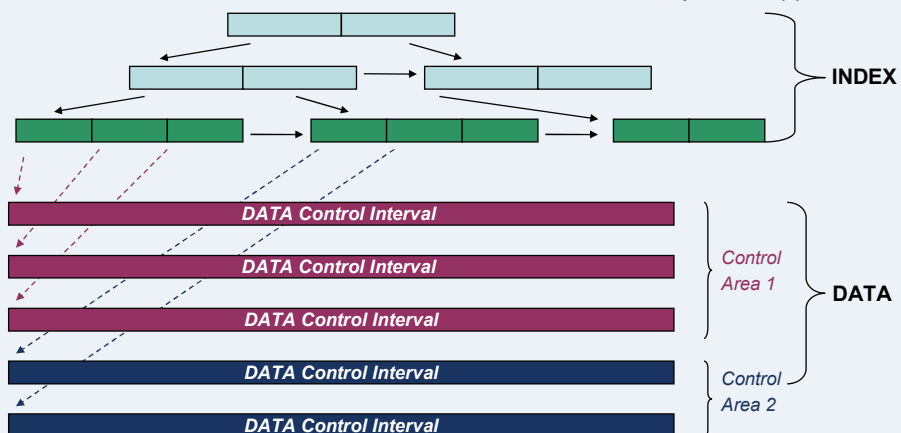 INDEX
DATA Control Interval
DATA Control Interval
Control
Area 1
DATA
DATA Control Interval
DATA Control Interval
Control
Area 2
DATA Control Interval